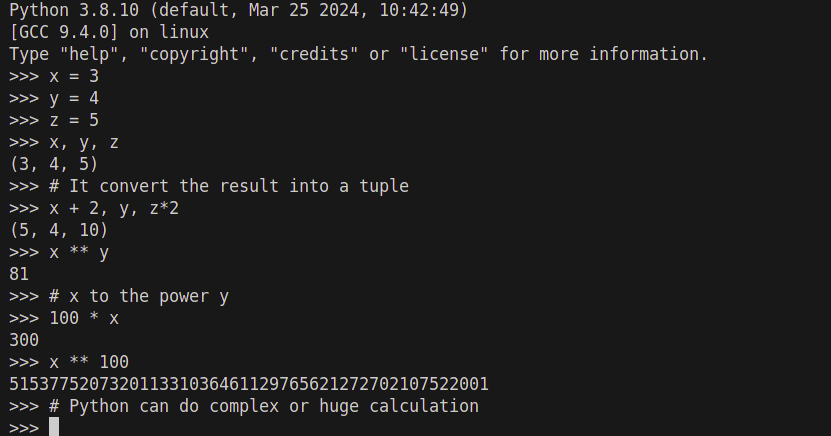 Python 3.8.10 (default, Mar 25 2024, 10:42:49)
[GCC 9.4.0] on linux
Type "help", "copyright", "credits" or "license" for more information.
>>> x = 3
>>> y = 4
>>> z = 5
>>> x, y, z
(3, 4, 5)
>>> # It convert the result into a tuple
>>> x + 2, y, z*2
(5, 4, 10)
>>> x ** y
81
>>> # x to the power y
>>> 100 * x
300
>>> x ** 100
515377520732011331036461129765621272702107522001
>>> # Python can do complex or huge calculation
>>>